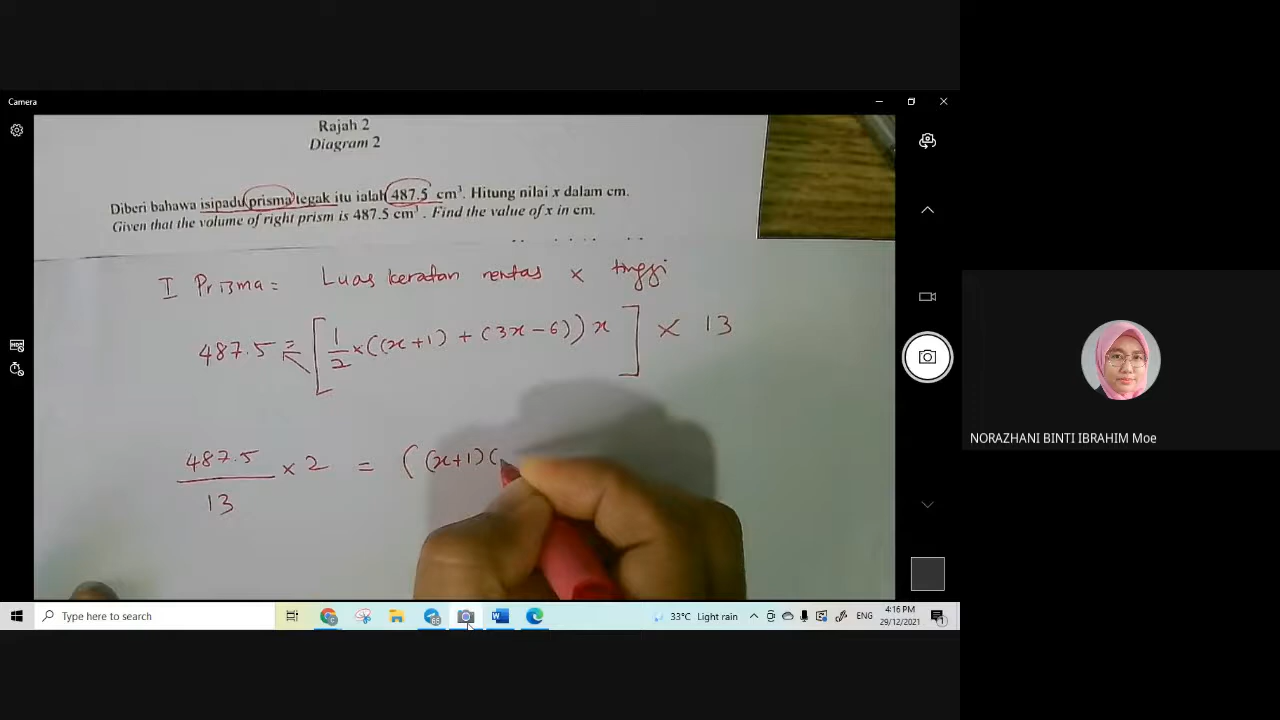 Camera
Rajah 2
Diagram 2
Diberi bahawa isipadu prisma tegak itu ialah 487.5 cm³. Hitung nilai x dalam cm.
Given that the volume of right prism is 487.5 cm³ . Find the value of x in cm.
I Prisma = Luas keratan rentas × tinggi
487.5 = [ 1/2 × ((x+1) + (3x-6)) x ] × 13
487.5/13 × 2 = ( (x+1) (
NORAZHANI BINTI IBRAHIM Moe
Type here to search
33°C Light rain
ENG
4:16 PM
29/12/2021